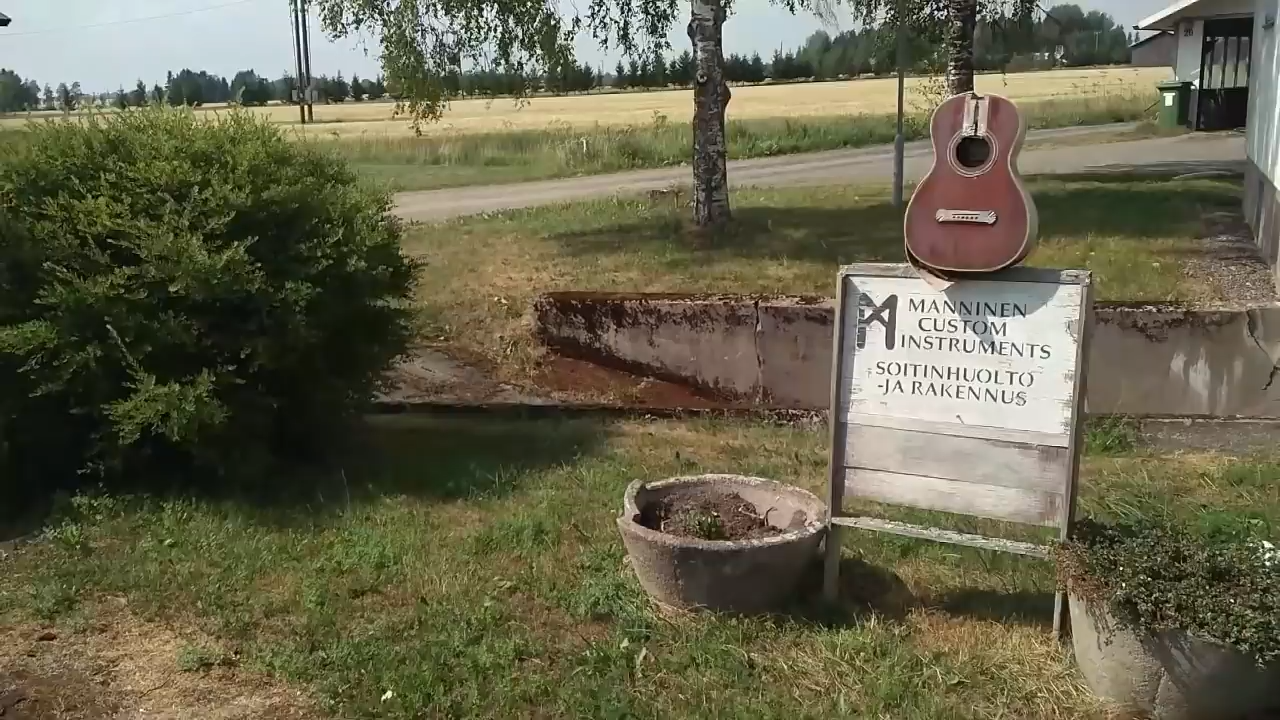 MANNINEN
CUSTOM
INSTRUMENTS
SOITINHUOLTO
-JA RAKENNUS